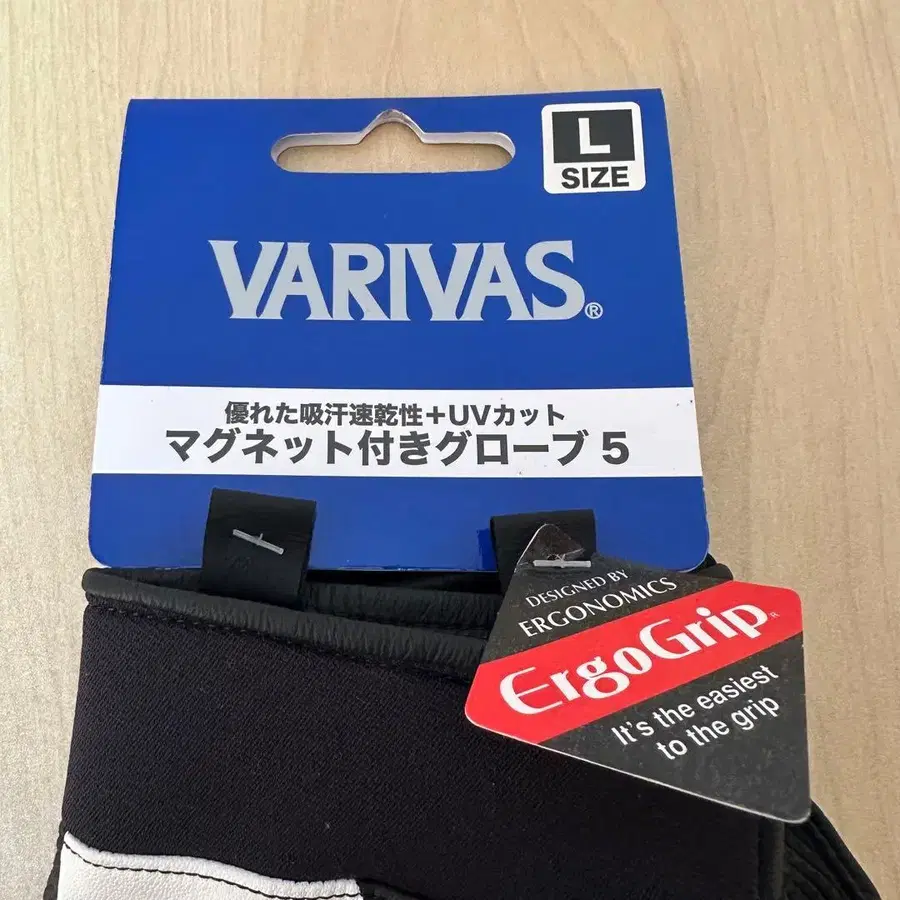 L
SIZE
VARIVAS®
優れた吸汗速乾性+UVカット
マグネット付きグローブ 5
DESIGNED BY
ERGONOMICS
ErgoGrip®
It's the easiest
to the grip